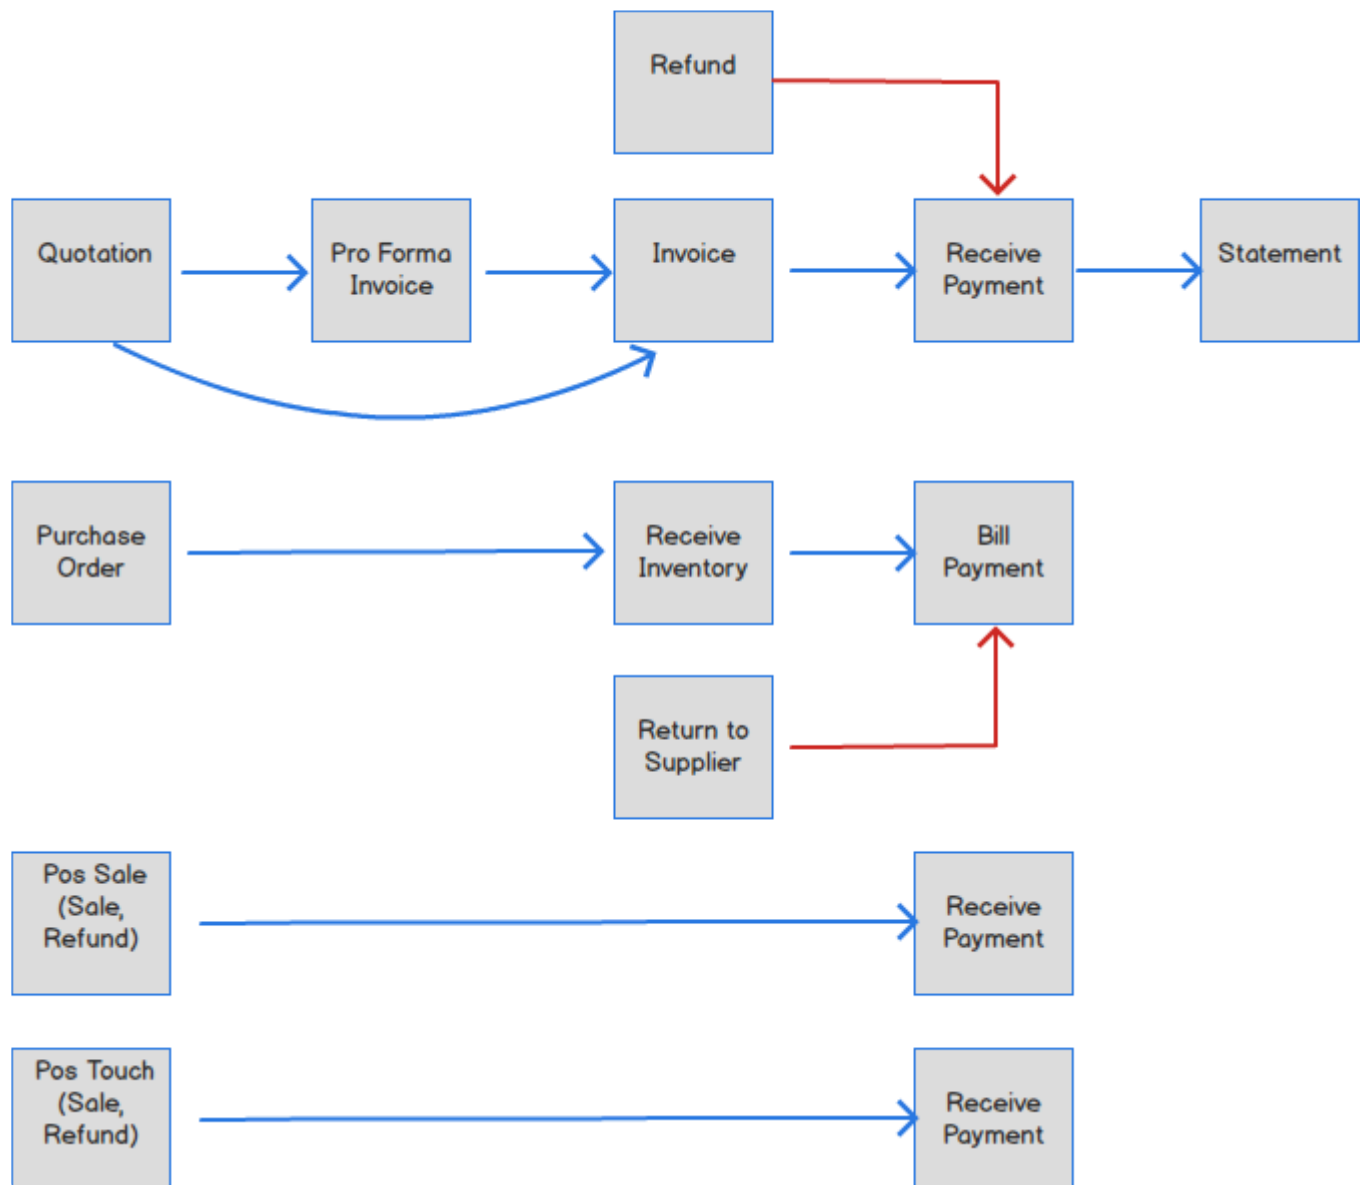 Refund
Quotation
Pro Forma
Invoice
Invoice
Receive
Payment
Statement
Purchase
Order
Receive
Inventory
Bill
Payment
Return to
Supplier
Pos Sale
(Sale,
Refund)
Receive
Payment
Pos Touch
(Sale,
Refund)
Receive
Payment